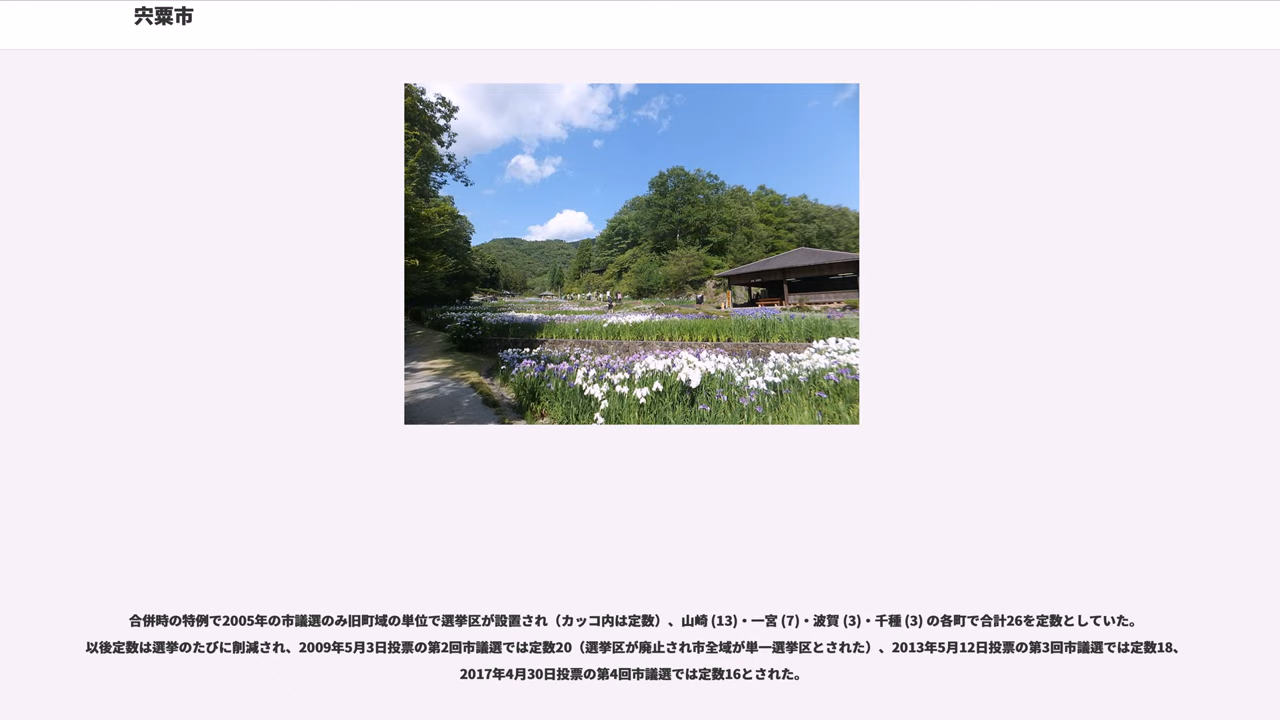 宍粟市
合併時の特例で2005年の市議選のみ旧町域の単位で選挙区が設置され（カッコ内は定数）、山崎 (13)・一宮 (7)・波賀 (3)・千種 (3) の各町で合計26を定数としていた。
以後定数は選挙のたびに削減され、2009年5月3日投票の第2回市議選では定数20（選挙区が廃止され市全域が単一選挙区とされた）、2013年5月12日投票の第3回市議選では定数18、
2017年4月30日投票の第4回市議選では定数16とされた。